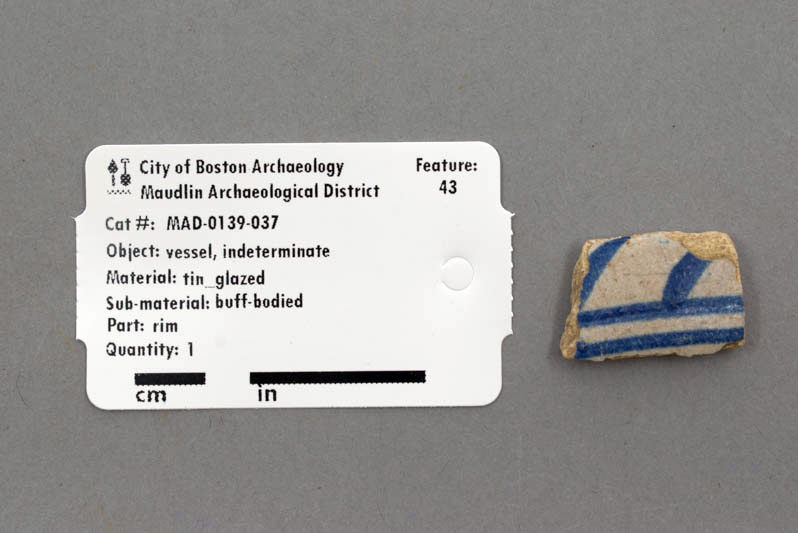 City of Boston Archaeology
Maudlin Archaeological District
Feature:
43
Cat #: MAD-0139-037
Object: vessel, indeterminate
Material: tin_glazed
Sub-material: buff-bodied
Part: rim
Quantity: 1
cm in